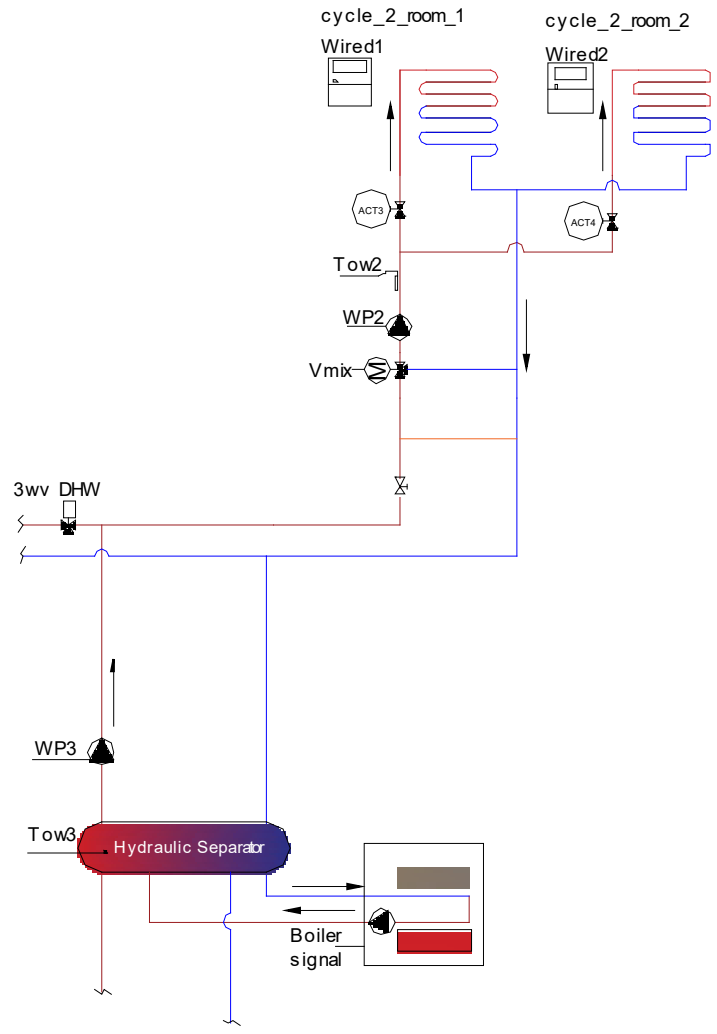 cycle_2_room_1
cycle_2_room_2
Wired1
Wired2
ACT3
ACT4
Tow2
WP2
Vmix
M
3wv DHW
WP3
Tow3
Hydraulic Separator
Boiler
signal